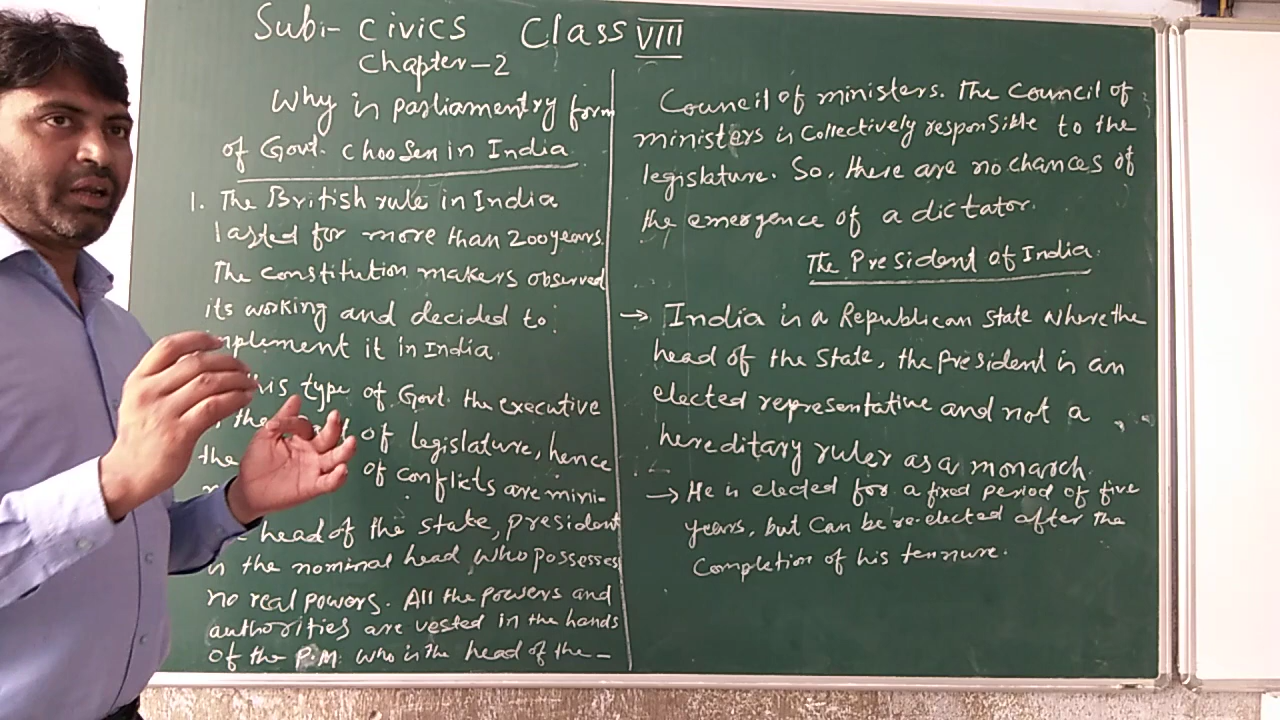 Sub:- Civics Class VIII
Chapter-2
Why is parliamentry form
of Govt. choosen in India
1. The British rule in India
lasted for more than 200 years.
The constitution makers observed
its working and decided to
implement it in India.
This type of Govt. the executive
the of legislature, hence
the of conflicts are mini-
head of the state, president
is the nominal head, who possesses
no real powers. All the powers and
authorities are vested in the hands
of the P.M. who is the head of the -
Council of ministers. The council of
ministers is collectively responsible to the
legislature. So, there are no chances of
the emergence of a dictator.
The President of India
→ India is a Republican state where the
head of the state, the president is an
elected representative and not a
hereditary ruler as a monarch.
→ He is elected for a fixed period of five
years, but can be re-elected after the
completion of his tennure.